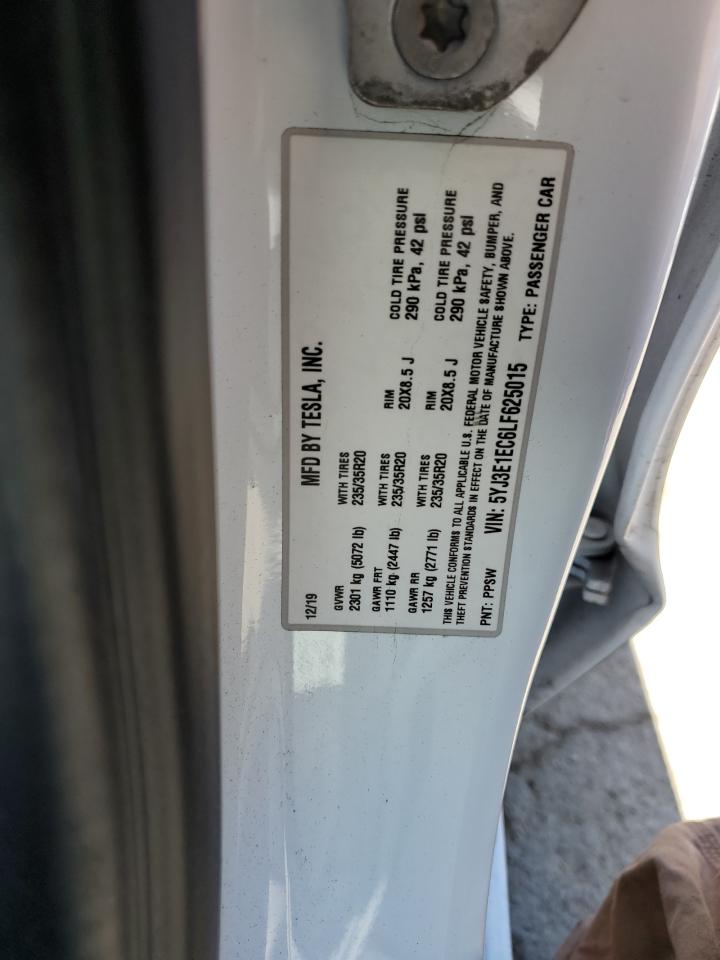 MFD BY TESLA, INC.
12/19
GVWR
2301 kg (5072 lb)
WITH TIRES
235/35R20
GAWR FRT
1110 kg (2447 lb)
WITH TIRES
235/35R20
RIM
20X8.5 J
COLD TIRE PRESSURE
290 kPa, 42 psi
GAWR RR
1257 kg (2771 lb)
WITH TIRES
235/35R20
RIM
20X8.5 J
COLD TIRE PRESSURE
290 kPa, 42 psi
THIS VEHICLE CONFORMS TO ALL APPLICABLE U.S. FEDERAL MOTOR VEHICLE SAFETY, BUMPER, AND
THEFT PREVENTION STANDARDS IN EFFECT ON THE DATE OF MANUFACTURE SHOWN ABOVE.
PNT: PPSW VIN: 5YJ3E1EC6LF625015 TYPE: PASSENGER CAR